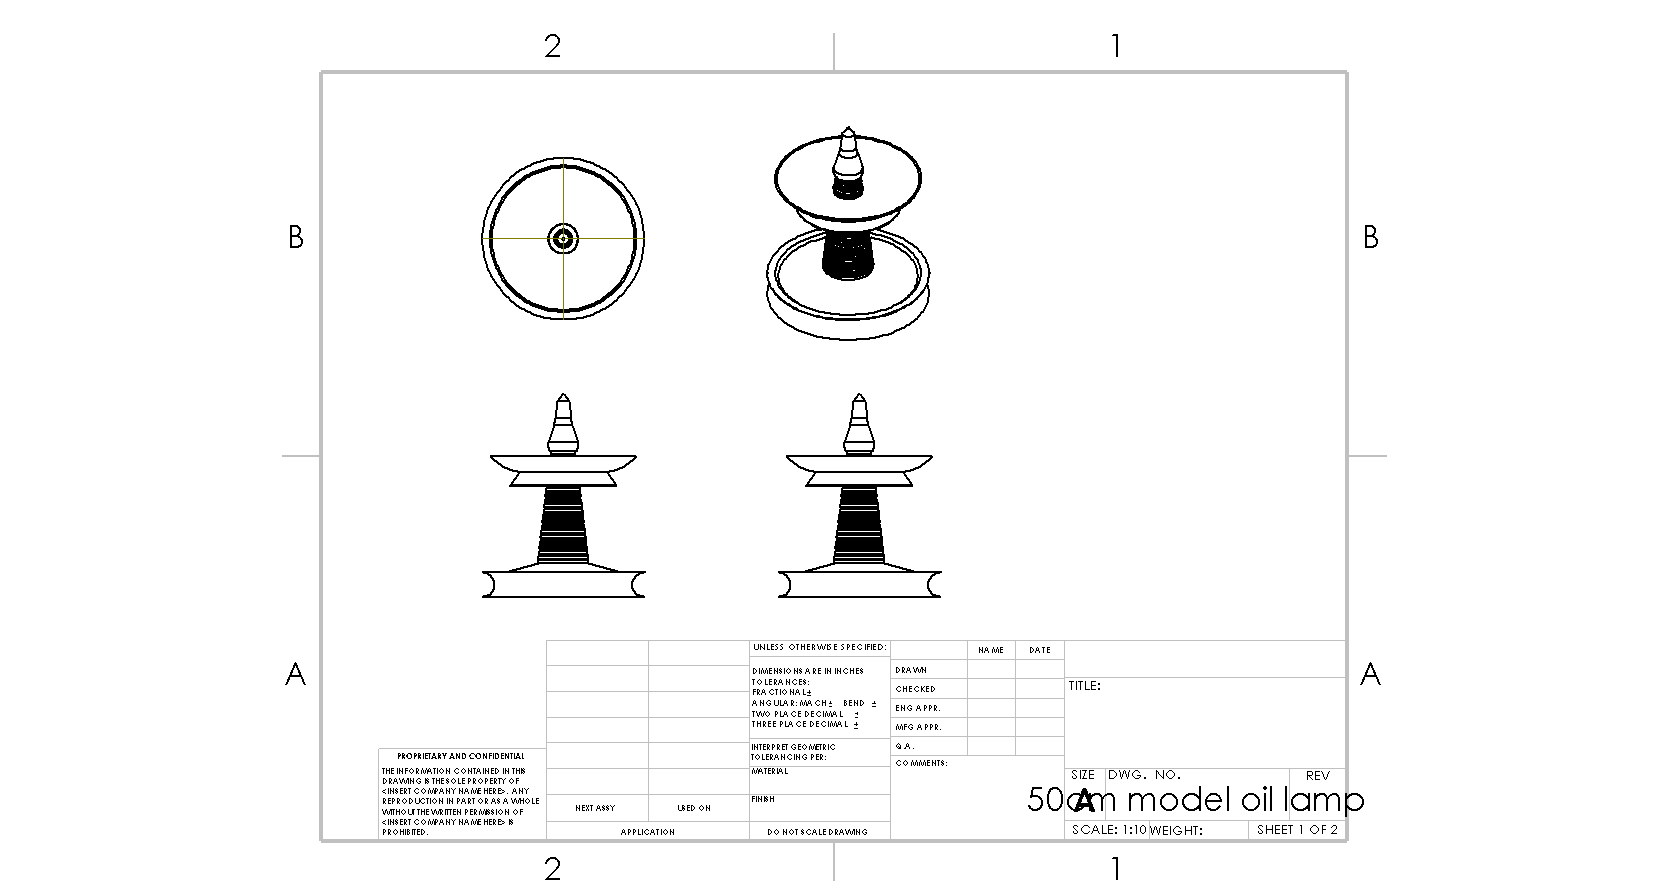 2 1
B B
A A
UNLESS OTHERWISE SPECIFIED:
DIMENSIONS ARE IN INCHES
TOLERANCES:
FRACTIONAL±
ANGULAR: MACH± BEND ±
TWO PLACE DECIMAL ±
THREE PLACE DECIMAL ±
INTERPRET GEOMETRIC
TOLERANCING PER:
MATERIAL
FINISH
DO NOT SCALE DRAWING
NAME DATE
DRAWN
CHECKED
ENG APPR.
MFG APPR.
Q.A.
COMMENTS:
TITLE:
SIZE DWG. NO. REV
A
50cm model oil lamp
SCALE: 1:10 WEIGHT: SHEET 1 OF 2
PROPRIETARY AND CONFIDENTIAL
THE INFORMATION CONTAINED IN THIS
DRAWING IS THE SOLE PROPERTY OF
<INSERT COMPANY NAME HERE>. ANY
REPRODUCTION IN PART OR AS A WHOLE
WITHOUT THE WRITTEN PERMISSION OF
<INSERT COMPANY NAME HERE> IS
PROHIBITED.
NEXT ASSY USED ON
APPLICATION
2 1